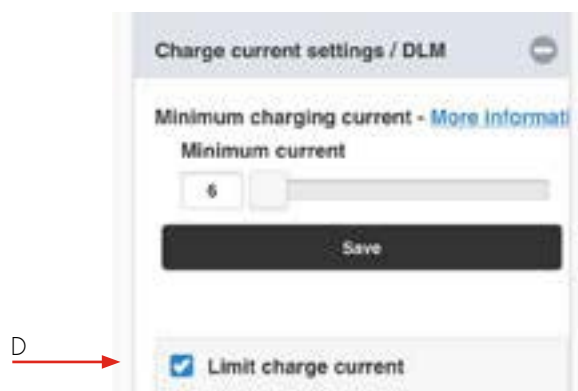 Charge current settings / DLM
Minimum charging current - More Informati
Minimum current
6
Save
D
Limit charge current